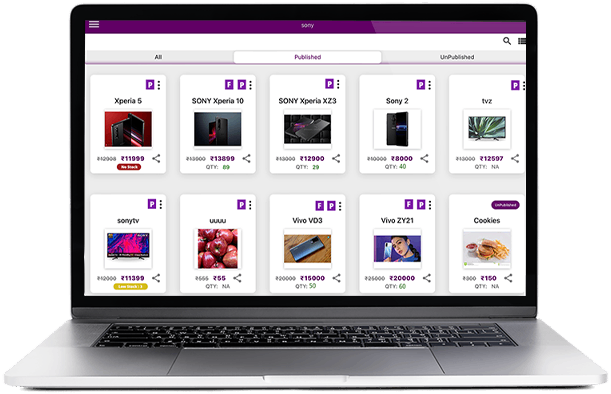 sony
All Published UnPublished
P F P F P P P
Xperia 5 SONY Xperia 10 SONY Xperia XZ3 Sony 2 tvz
₹12908 ₹11999 ₹13900 ₹13899 ₹13000 ₹12900 ₹10000 ₹8000 ₹13000 ₹12597
No Stock QTY: 89 QTY: 29 QTY: 40 QTY: NA
P P F P F P UnPublished
sonytv uuuu Vivo VD3 Vivo ZY21 Cookies
₹12000 ₹11399 ₹555 ₹55 ₹20000 ₹15000 ₹25000 ₹20000 ₹300 ₹150
Low Stock : QTY: NA QTY: 50 QTY: 60 QTY: NA